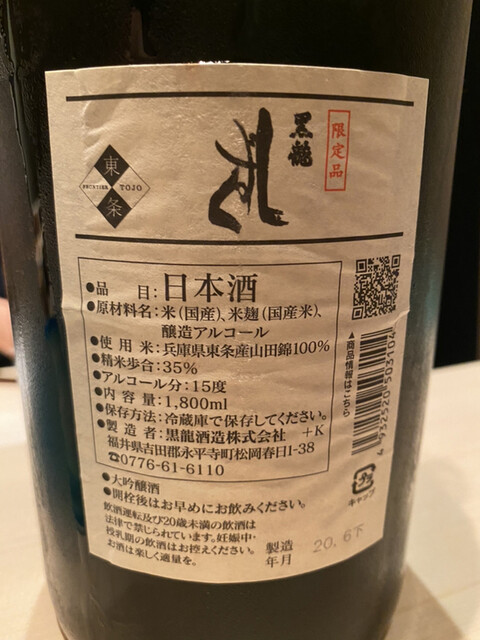 限定品
黒龍
東条
FRONTIER TOJO
●品 目:日本酒
●原材料名:米(国産)、米麹(国産米)、
醸造アルコール
●使用米:兵庫県東条産山田錦100%
●精米歩合:35%
●アルコール分:15度
●内容量:1,800ml
●保存方法:冷蔵庫で保存してください。
●製造者:黒龍酒造株式会社 +K
福井県吉田郡永平寺町松岡春日1-38
☎0776-61-6110
▲商品情報はこちら
4932520503104
キャップ
●大吟醸酒
●開栓後はお早めにお飲みください。
飲酒運転及び20歳未満の飲酒は
法律で禁じられています。妊娠中・
授乳期の飲酒はお控えください。
お酒は楽しく適量を。
製造
年月
20.6下